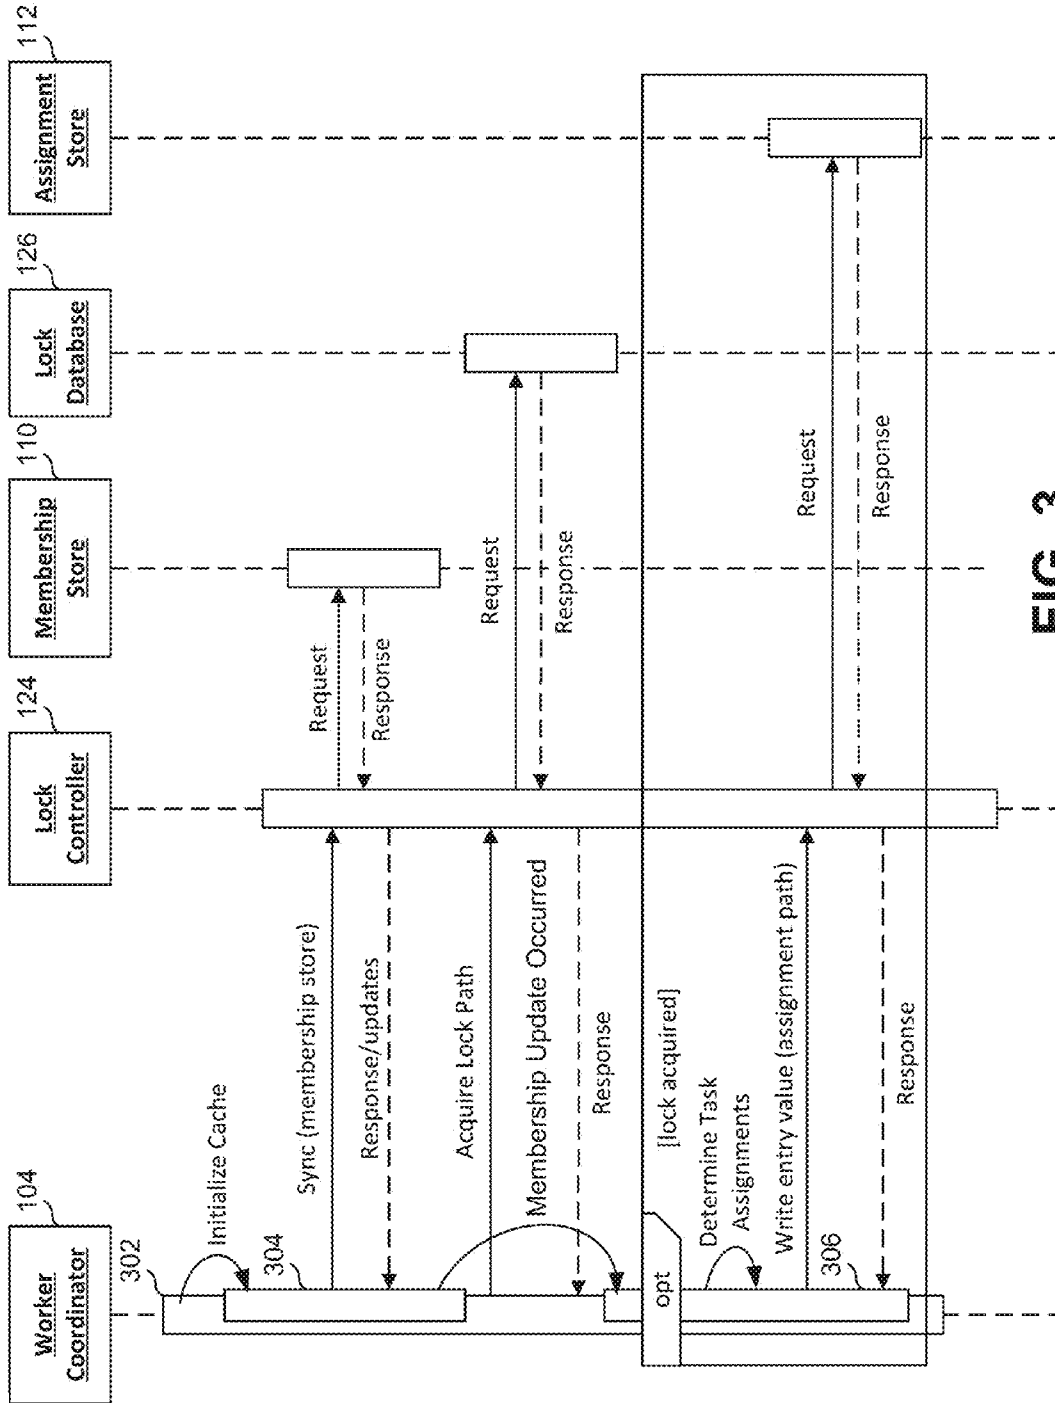 Worker
Coordinator
104
Lock
Controller
124
Membership
Store
110
Lock
Database
126
Assignment
Store
112
302
Initialize Cache
304
Sync (membership store)
Request
Response
Response/updates
Acquire Lock Path
Request
Response
Membership Update Occurred
Response
opt
[lock acquired]
Determine Task
Assignments
Write entry value (assignment path)
306
Request
Response
Response